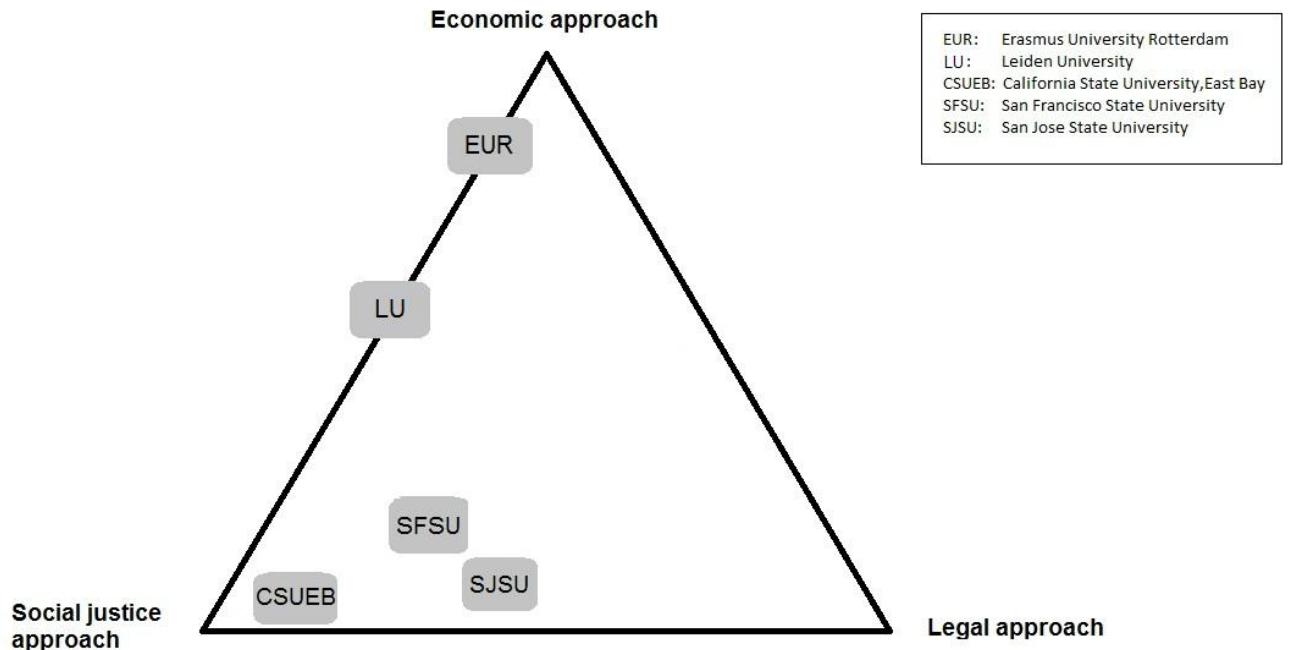 Economic approach
EUR: Erasmus University Rotterdam
LU: Leiden University
CSUEB: California State University,East Bay
SFSU: San Francisco State University
SJSU: San Jose State University
EUR
LU
SFSU
SJSU
CSUEB
Social justice
approach
Legal approach